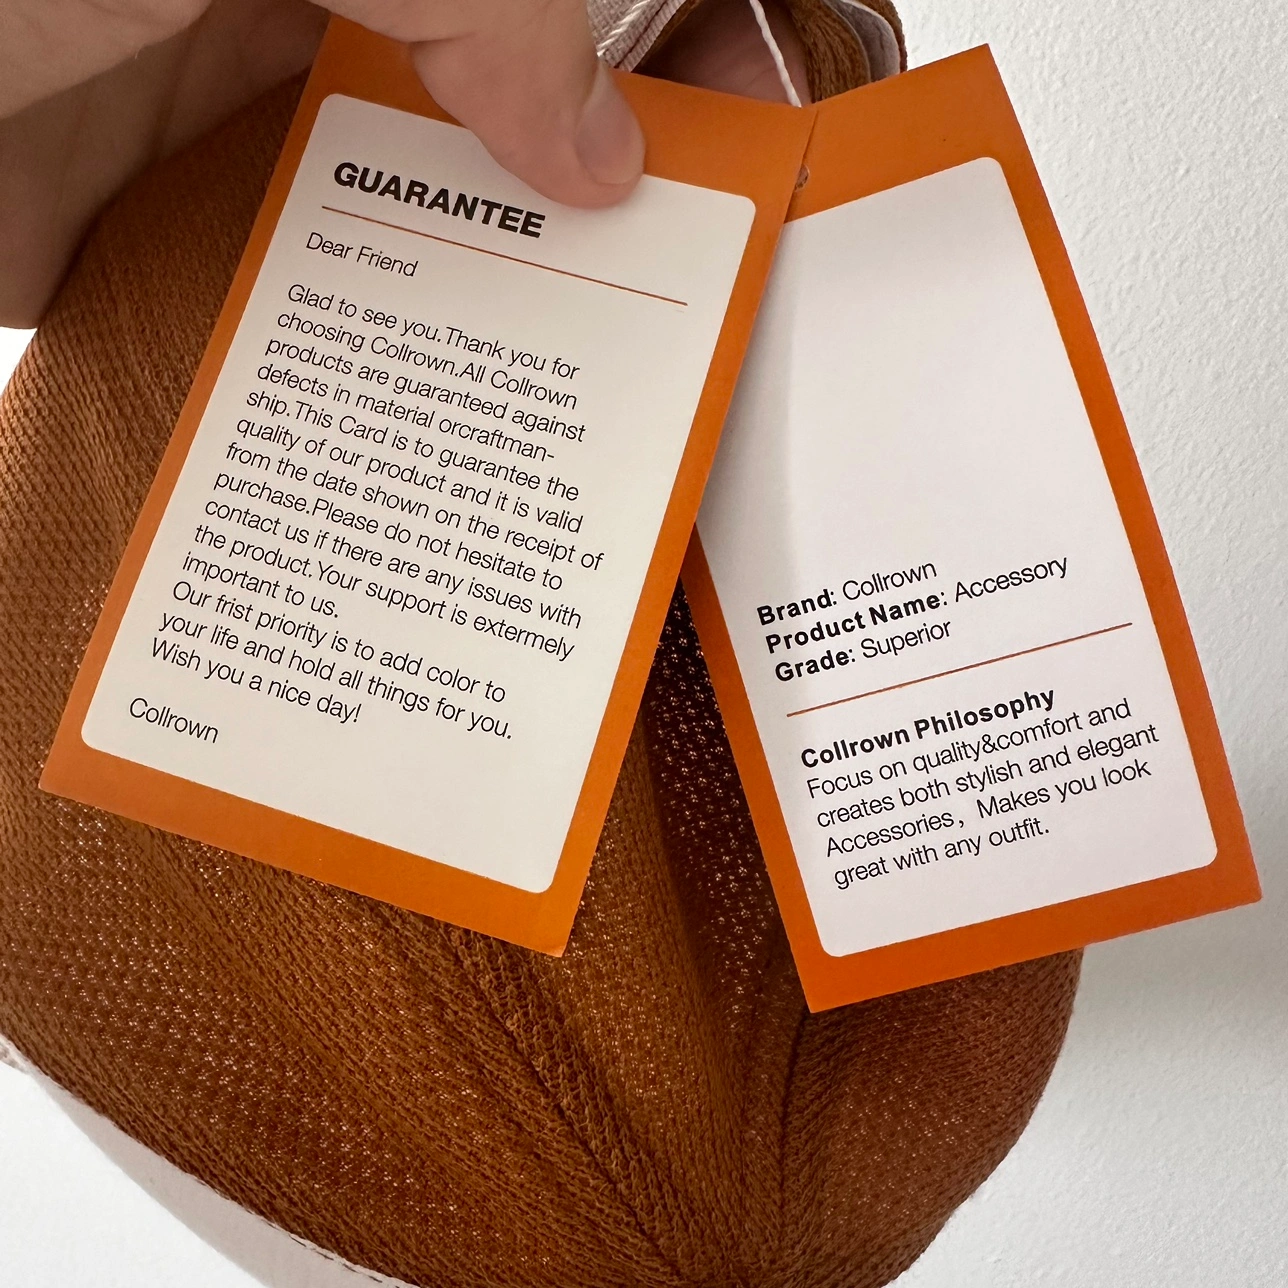 GUARANTEE
Dear Friend
Glad to see you.Thank you for
choosing Collrown.All Collrown
products are guaranteed against
defects in material orcraftman-
ship.This Card is to guarantee the
quality of our product and it is valid
from the date shown on the receipt of
purchase.Please do not hesitate to
contact us if there are any issues with
the product.Your support is extermely
important to us.
Our frist priority is to add color to
your life and hold all things for you.
Wish you a nice day!
Collrown
Brand: Collrown
Product Name: Accessory
Grade: Superior
Collrown Philosophy
Focus on quality&comfort and
creates both stylish and elegant
Accessories, Makes you look
great with any outfit.